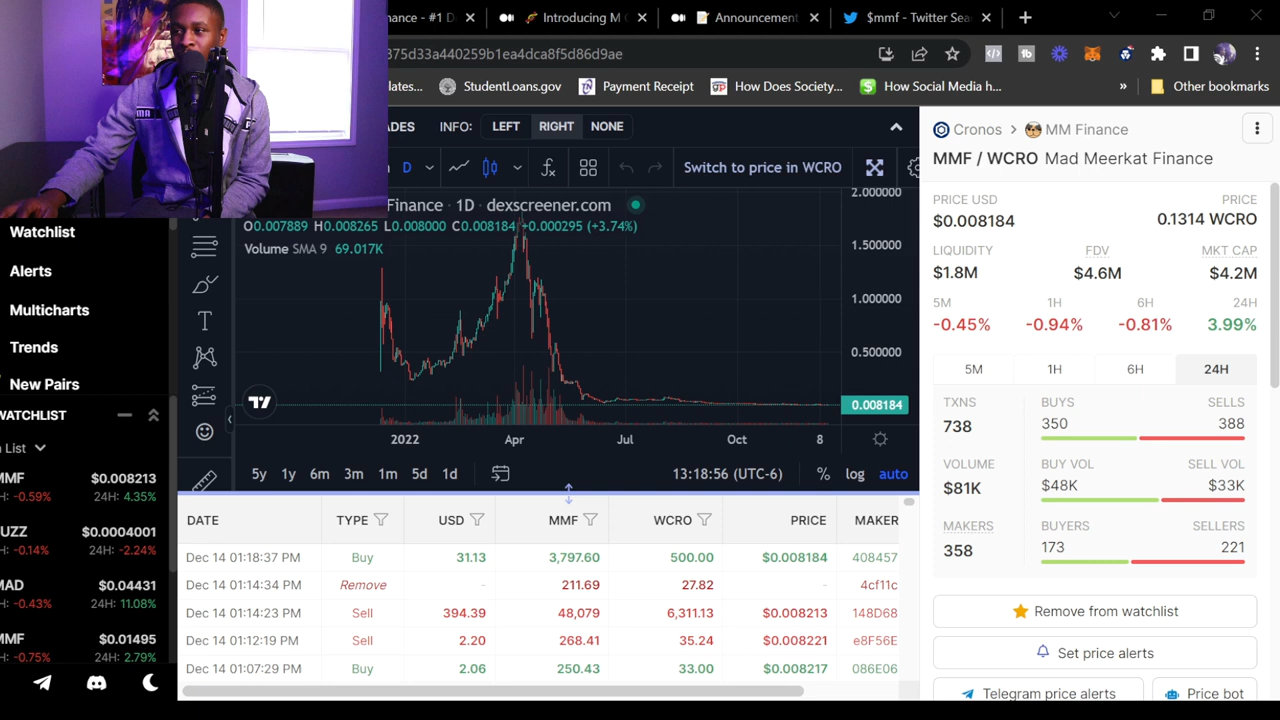 nance - #1 D
Introducing M
Announcement
$mmf - Twitter Sea
375d33a440259b1ea4dca8f5d86d9ae
lates...
StudentLoans.gov
Payment Receipt
How Does Society...
How Social Media h...
»
Other bookmarks
ADES
INFO:
LEFT
RIGHT
NONE
D
Switch to price in WCRO
Finance · 1D · dexscreener.com
O0.007889 H0.008265 L0.008000 C0.008184 +0.000295 (+3.74%)
Volume SMA 9 69.017K
2.000000
1.500000
1.000000
0.500000
0.008184
2022
Apr
Jul
Oct
8
5y 1y 6m 3m 1m 5d 1d
13:18:56 (UTC-6)
% log auto
Watchlist
Alerts
Multicharts
Trends
New Pairs
WATCHLIST
List
MMF $0.008213
H: -0.59% 24H: 4.35%
UZZ $0.0004001
H: -0.14% 24H: -2.24%
MAD $0.04431
H: -0.43% 24H: 11.08%
MMF $0.01495
H: -0.75% 24H: 2.79%
DATE TYPE USD MMF WCRO PRICE MAKER
Dec 14 01:18:37 PM Buy 31.13 3,797.60 500.00 $0.008184 408457
Dec 14 01:14:34 PM Remove - 211.69 27.82 - 4cf11c
Dec 14 01:14:23 PM Sell 394.39 48,079 6,311.13 $0.008213 148D68
Dec 14 01:12:19 PM Sell 2.20 268.41 35.24 $0.008221 e8F56E
Dec 14 01:07:29 PM Buy 2.06 250.43 33.00 $0.008217 086E06
Cronos > MM Finance
MMF / WCRO Mad Meerkat Finance
PRICE USD PRICE
$0.008184 0.1314 WCRO
LIQUIDITY FDV MKT CAP
$1.8M $4.6M $4.2M
5M 1H 6H 24H
-0.45% -0.94% -0.81% 3.99%
5M 1H 6H 24H
TXNS BUYS SELLS
738 350 388
VOLUME BUY VOL SELL VOL
$81K $48K $33K
MAKERS BUYERS SELLERS
358 173 221
Remove from watchlist
Set price alerts
Telegram price alerts
Price bot